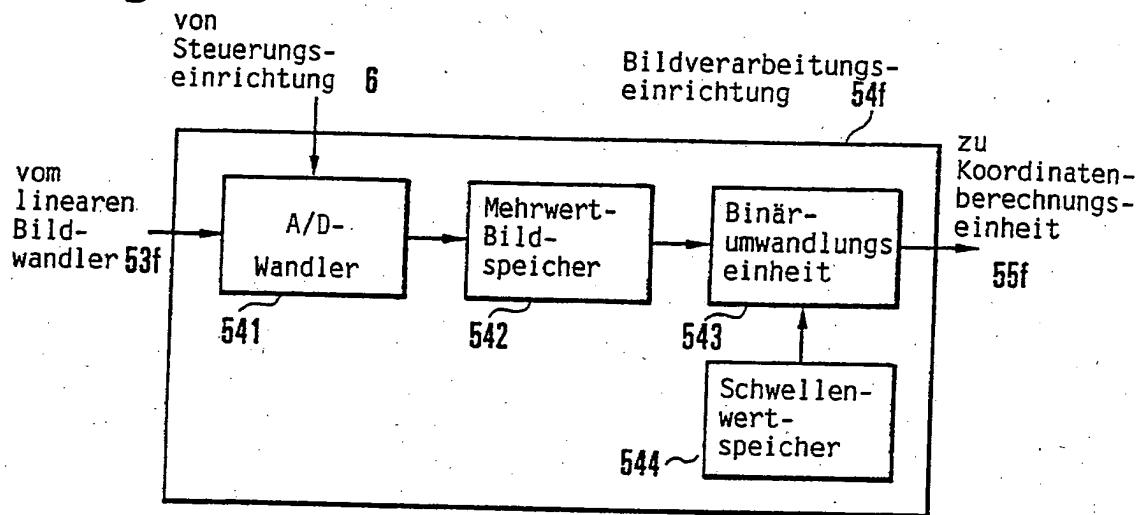 von
Steuerungs-
einrichtung 6
Bildverarbeitungs-
einrichtung 54f
vom
linearen
Bild-
wandler 53f
A/D-
Wandler
541
Mehrwert-
Bild-
speicher
542
Binär-
umwandlungs
einheit
543
Schwellen-
wert-
speicher
544
zu
Koordinaten-
berechnungs-
einheit
55f